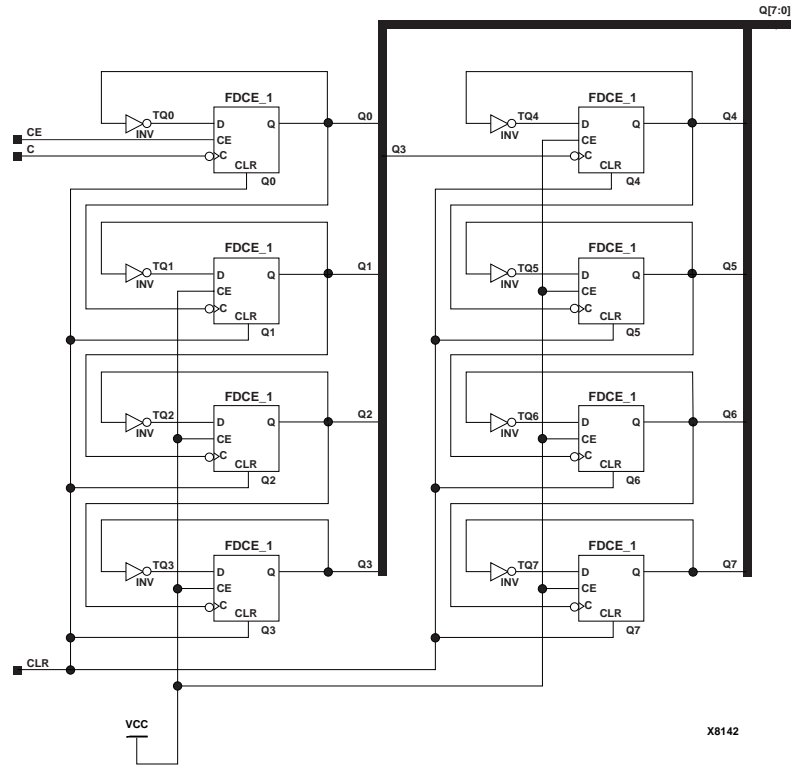 Q[7:0]
FDCE_1
TQ0
INV
D
CE
C
Q
CLR
Q0
Q0
CE
C
FDCE_1
TQ4
INV
D
CE
C
Q
CLR
Q4
Q4
Q3
FDCE_1
TQ1
INV
D
CE
C
Q
CLR
Q1
Q1
FDCE_1
TQ5
INV
D
CE
C
Q
CLR
Q5
Q5
FDCE_1
TQ2
INV
D
CE
C
Q
CLR
Q2
Q2
FDCE_1
TQ6
INV
D
CE
C
Q
CLR
Q6
Q6
FDCE_1
TQ3
INV
D
CE
C
Q
CLR
Q3
Q3
FDCE_1
TQ7
INV
D
CE
C
Q
CLR
Q7
Q7
CLR
VCC
X8142